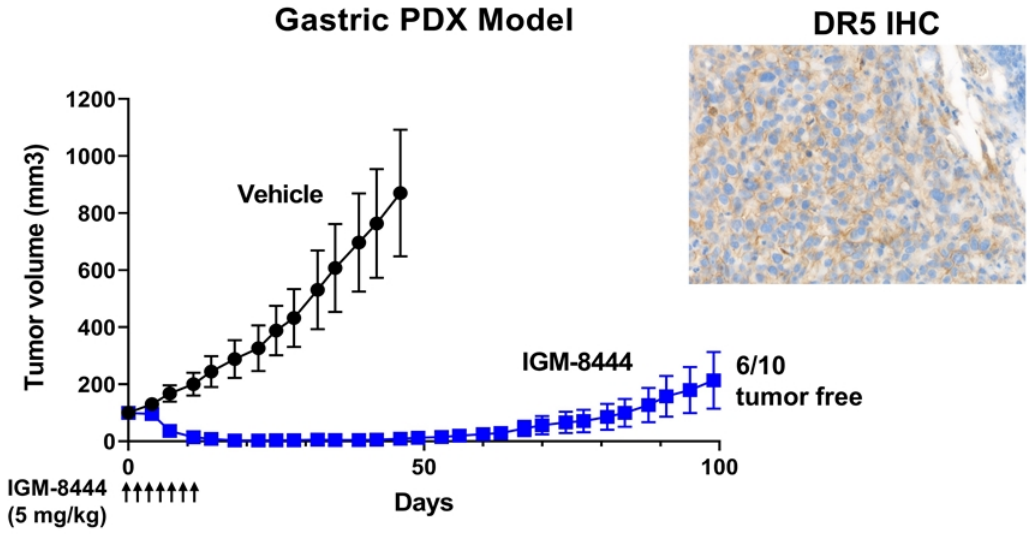 Gastric PDX Model
DR5 IHC
1200
1000
800
600
400
200
0
Tumor volume (mm3)
Vehicle
IGM-8444
6/10
tumor free
0
50
100
Days
IGM-8444
(5 mg/kg)